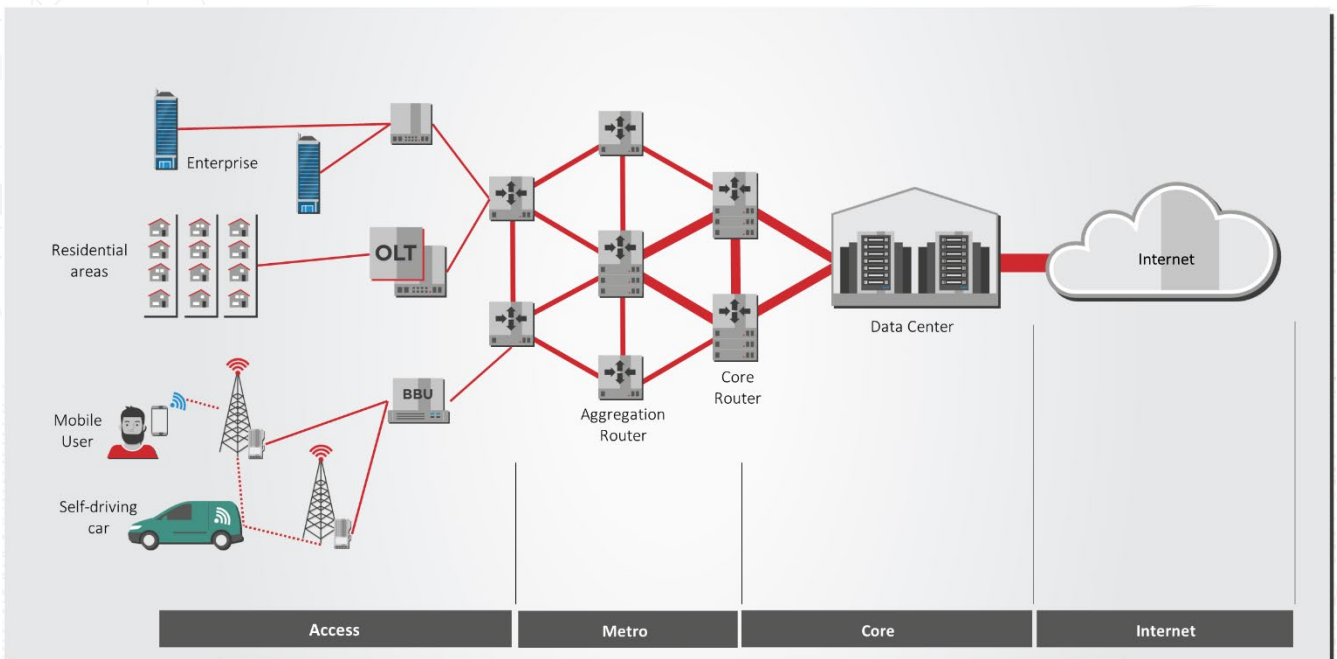 Enterprise
Residential
areas
OLT
Mobile
User
BBU
Self-driving
car
Aggregation
Router
Core
Router
Data Center
Internet
Access
Metro
Core
Internet